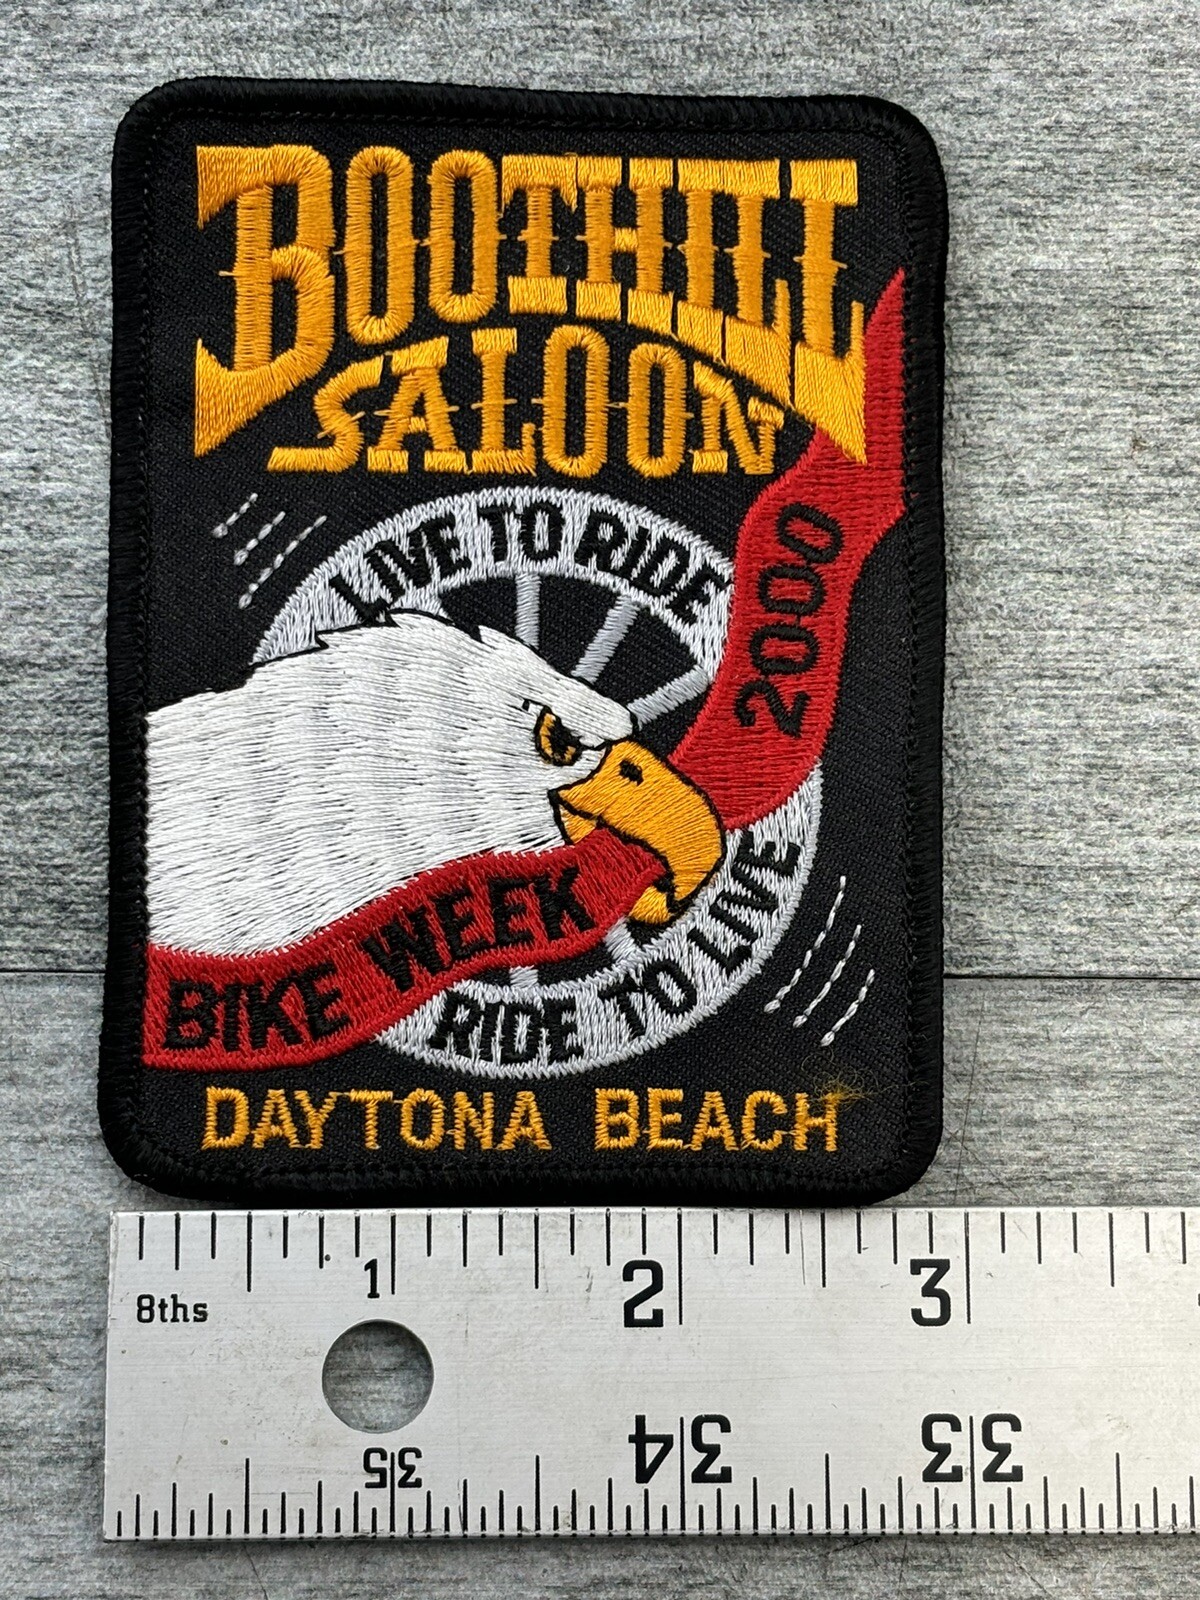 BOOTHILL
SALOON
LIVE TO RIDE
2000
BIKE WEEK
RIDE TO LIVE
DAYTONA BEACH
1 2 3
8ths
35 34 33